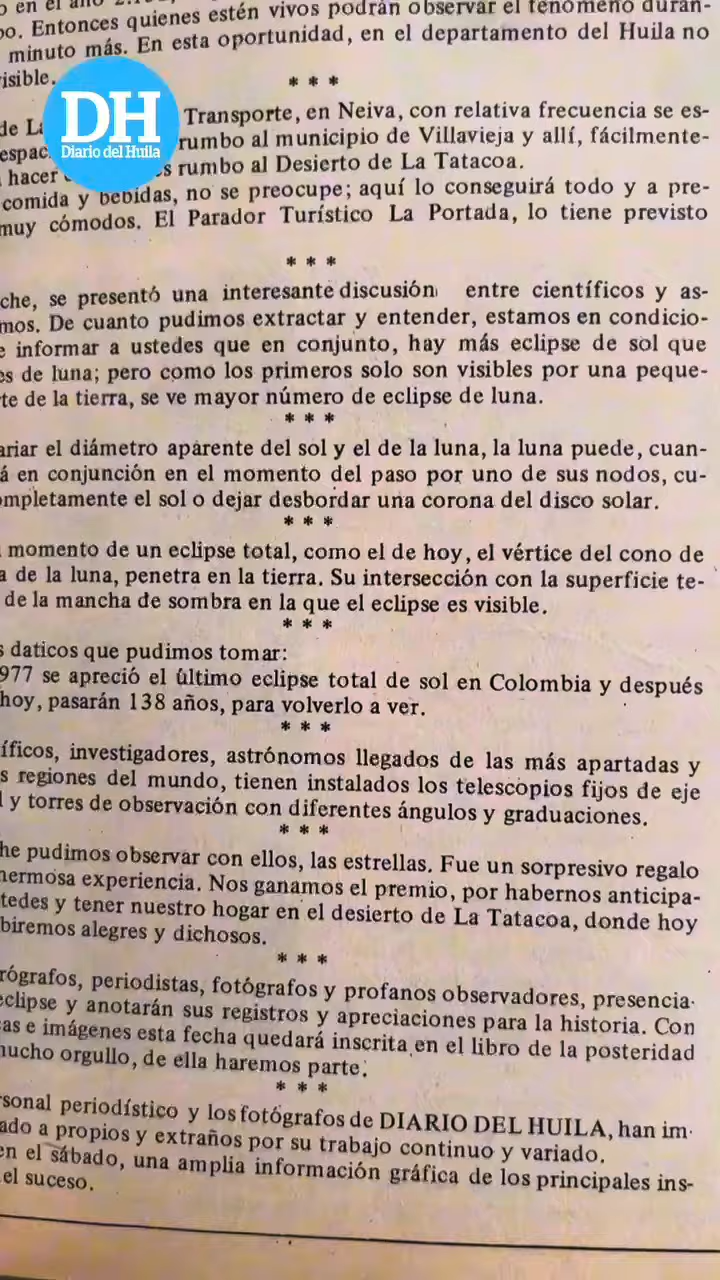 o en el año
po. Entonces quienes estén vivos podrán observar el fenómeno duran-
minuto más. En esta oportunidad, en el departamento del Huila no
visible.
* * *
DH
Diario del Huila
de La Transporte, en Neiva, con relativa frecuencia se es-
espac rumbo al municipio de Villavieja y allí, fácilmente-
hacer s rumbo al Desierto de La Tatacoa.
comida y bebidas, no se preocupe; aquí lo conseguirá todo y a pre-
muy cómodos. El Parador Turístico La Portada, lo tiene previsto
* * *
che, se presentó una interesante discusión entre científicos y as-
mos. De cuanto pudimos extractar y entender, estamos en condicio-
e informar a ustedes que en conjunto, hay más eclipse de sol que
es de luna; pero como los primeros solo son visibles por una peque-
te de la tierra, se ve mayor número de eclipse de luna.
* * *
ariar el diámetro aparente del sol y el de la luna, la luna puede, cuan-
á en conjunción en el momento del paso por uno de sus nodos, cu-
ompletamente el sol o dejar desbordar una corona del disco solar.
* * *
momento de un eclipse total, como el de hoy, el vértice del cono de
a de la luna, penetra en la tierra. Su intersección con la superficie te-
de la mancha de sombra en la que el eclipse es visible.
* * *
s daticos que pudimos tomar:
977 se apreció el último eclipse total de sol en Colombia y después
hoy, pasarán 138 años, para volverlo a ver.
* * *
íficos, investigadores, astrónomos llegados de las más apartadas y
s regiones del mundo, tienen instalados los telescopios fijos de eje
l y torres de observación con diferentes ángulos y graduaciones.
* * *
he pudimos observar con ellos, las estrellas. Fue un sorpresivo regalo
hermosa experiencia. Nos ganamos el premio, por habernos anticipa-
tedes y tener nuestro hogar en el desierto de La Tatacoa, donde hoy
biremos alegres y dichosos.
* * *
rógrafos, periodistas, fotógrafos y profanos observadores, presencia-
eclipse y anotarán sus registros y apreciaciones para la historia. Con
as e imágenes esta fecha quedará inscrita en el libro de la posteridad
mucho orgullo, de ella haremos parte.
* * *
rsonal periodístico y los fotógrafos de DIARIO DEL HUILA, han im-
ado a propios y extraños por su trabajo continuo y variado.
en el sábado, una amplia información gráfica de los principales ins-
el suceso.